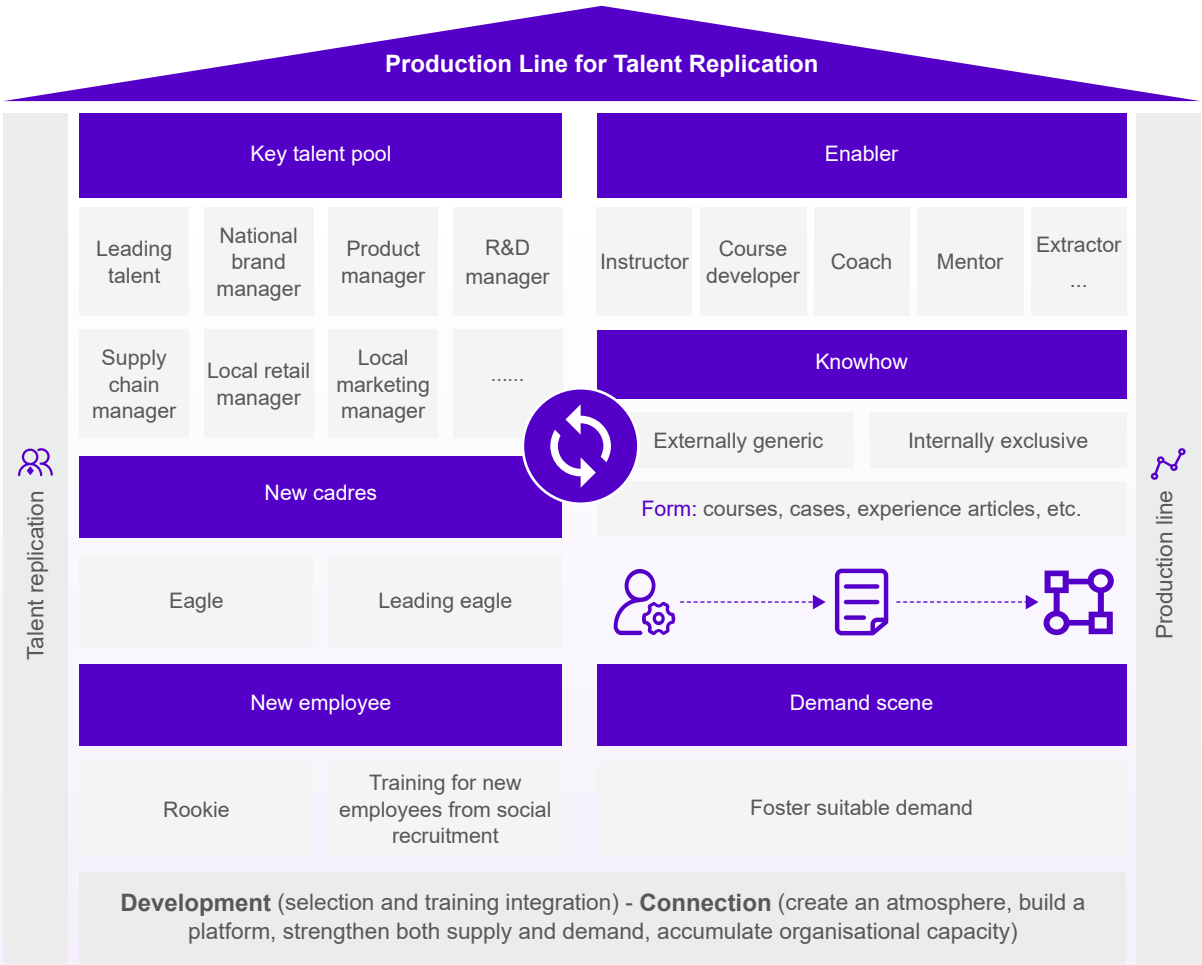 Production Line for Talent Replication
Talent replication
Key talent pool
Leading
talent
National
brand
manager
Product
manager
R&D
manager
Supply
chain
manager
Local retail
manager
Local
marketing
manager
......
New cadres
Eagle
Leading eagle
New employee
Rookie
Training for new
employees from social
recruitment
Enabler
Instructor
Course
developer
Coach
Mentor
Extractor
...
Knowhow
Externally generic
Internally exclusive
Form: courses, cases, experience articles, etc.
Demand scene
Foster suitable demand
Production line
Development (selection and training integration) - Connection (create an atmosphere, build a
platform, strengthen both supply and demand, accumulate organisational capacity)